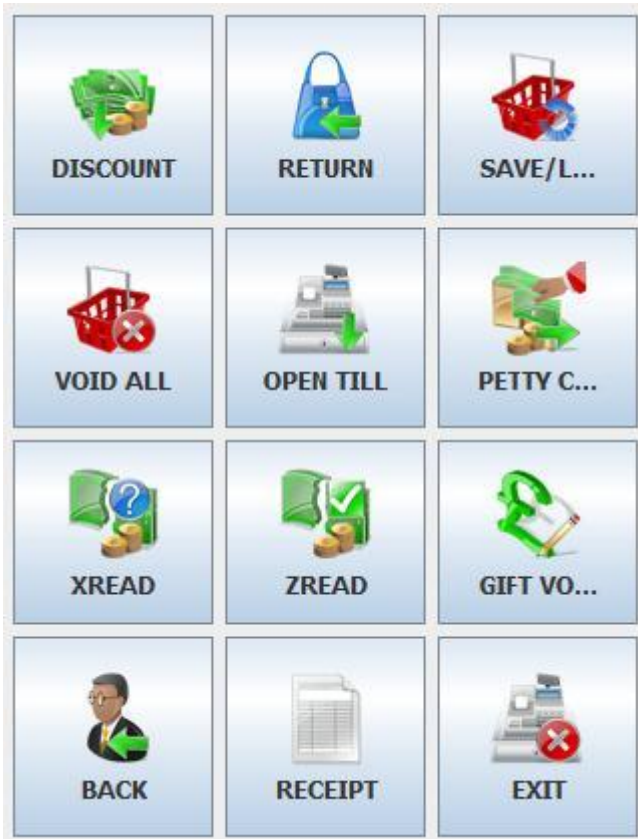 DISCOUNT
RETURN
SAVE/L...
VOID ALL
OPEN TILL
PETTY C...
XREAD
ZREAD
GIFT VO...
BACK
RECEIPT
EXIT